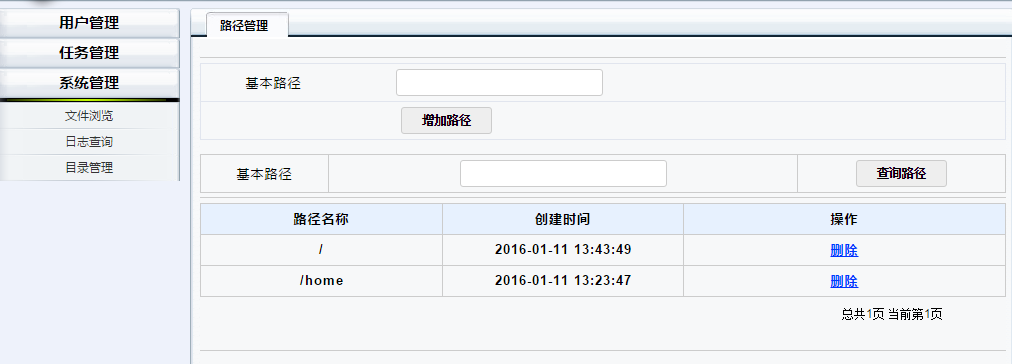 用户管理
任务管理
系统管理
文件浏览
日志查询
目录管理
路径管理
基本路径
增加路径
基本路径 查询路径
路径名称 创建时间 操作
/ 2016-01-11 13:43:49 删除
/home 2016-01-11 13:23:47 删除
总共1页 当前第1页